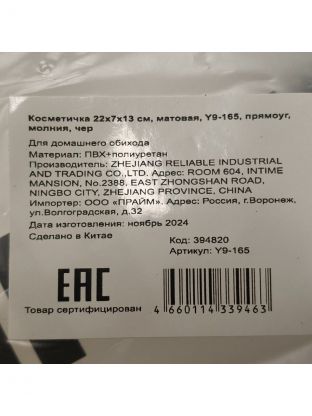 Косметичка 22х7х13 см, матовая, Y9-165, прямоуг,
молния, чер
Для домашнего обихода
Материал: ПВХ+полиуретан
Производитель: ZHEJIANG RELIABLE INDUSTRIAL
AND TRADING CO.,LTD. Адрес: ROOM 604, INTIME
MANSION, No.2388, EAST ZHONGSHAN ROAD,
NINGBO CITY, ZHEJIANG PROVINCE, CHINA
Импортер: ООО "ПРАЙМ". Адрес: Россия, г.Воронеж,
ул.Волгоградская, д.32
Дата изготовления: ноябрь 2024
Сделано в Китае
Код: 394820
Артикул: Y9-165
EAC
Товар сертифицирован
4 660114 339463